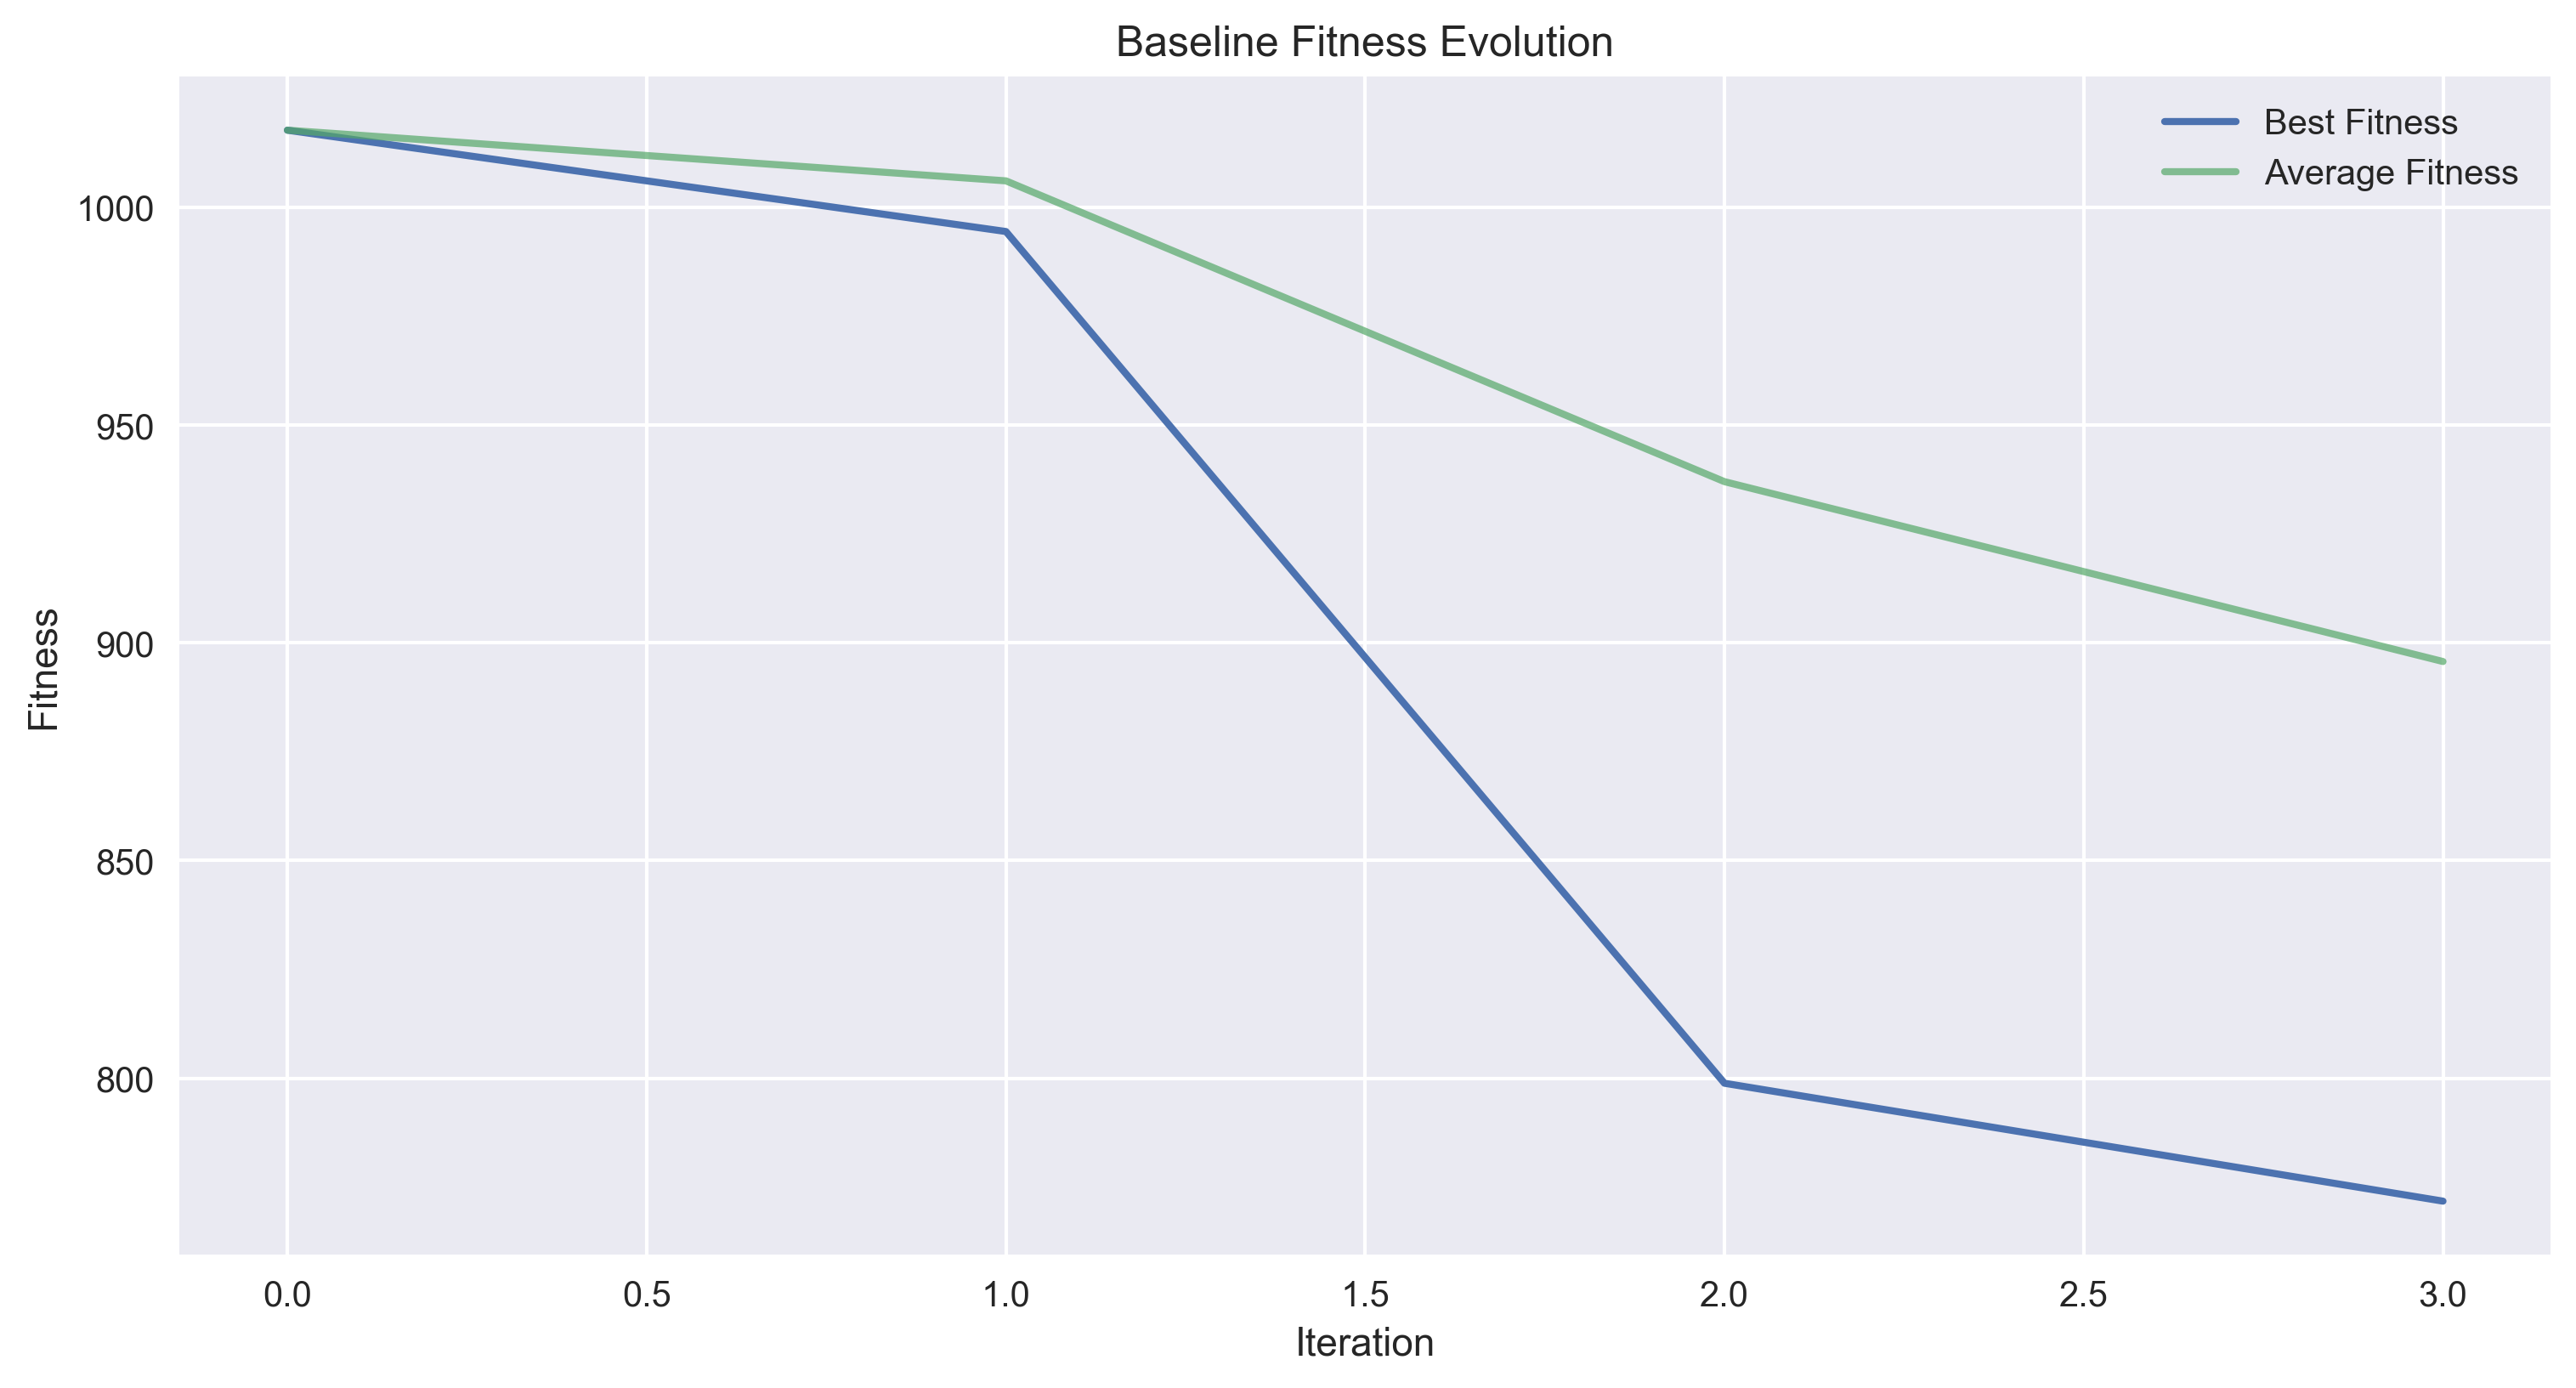 Baseline Fitness Evolution
Best Fitness
Average Fitness
1000
950
900
850
800
Fitness
0.0 0.5 1.0 1.5 2.0 2.5 3.0
Iteration